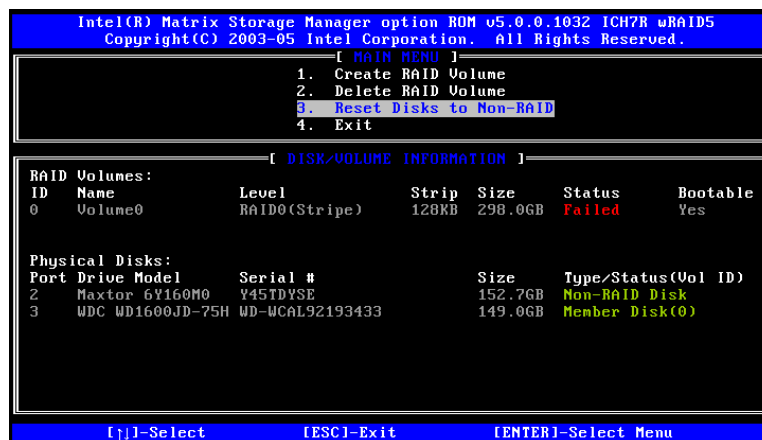 Intel(R) Matrix Storage Manager option ROM v5.0.0.1032 ICH7R wRAID5
Copyright(C) 2003-05 Intel Corporation. All Rights Reserved.
[ MAIN MENU ]
1. Create RAID Volume
2. Delete RAID Volume
3. Reset Disks to Non-RAID
4. Exit
[ DISK/VOLUME INFORMATION ]
RAID Volumes:
ID Name Level Strip Size Status Bootable
0 Volume0 RAID0(Stripe) 128KB 298.0GB Failed Yes
Physical Disks:
Port Drive Model Serial # Size Type/Status(Vol ID)
2 Maxtor 6Y160M0 Y45TDYSE 152.7GB Non-RAID Disk
3 WDC WD1600JD-75H WD-WCAL92193433 149.0GB Member Disk(0)
[↑↓]-Select [ESC]-Exit [ENTER]-Select Menu